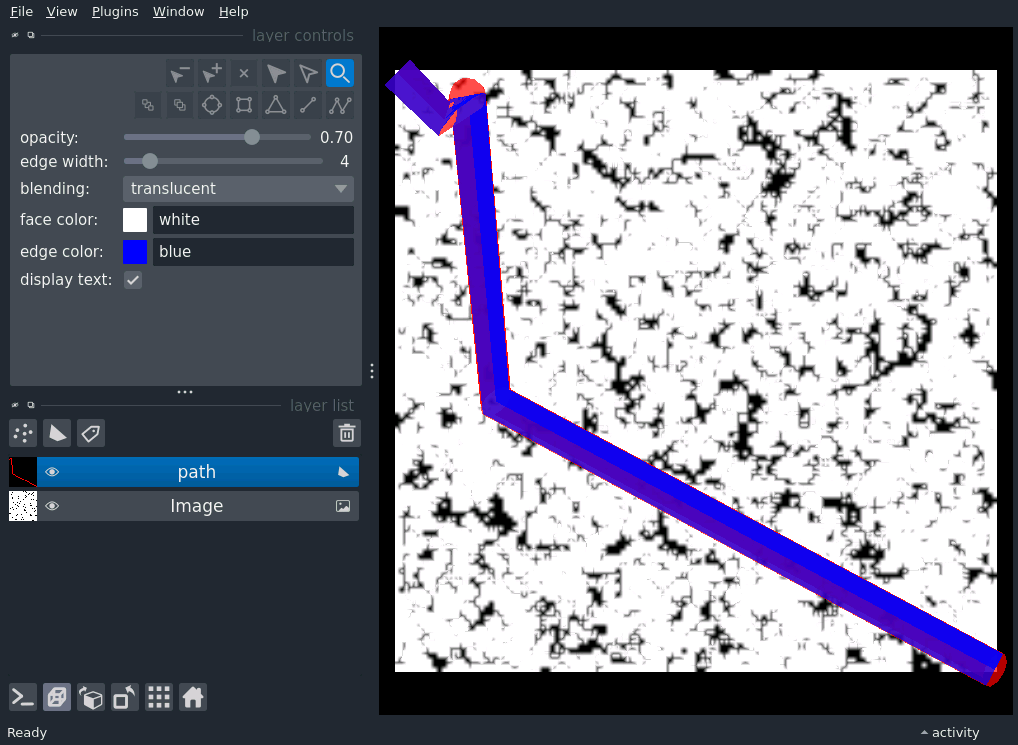 File View Plugins Window Help
layer controls
opacity: 0.70
edge width: 4
blending: translucent
face color: white
edge color: blue
display text:
layer list
path
Image
Ready
activity